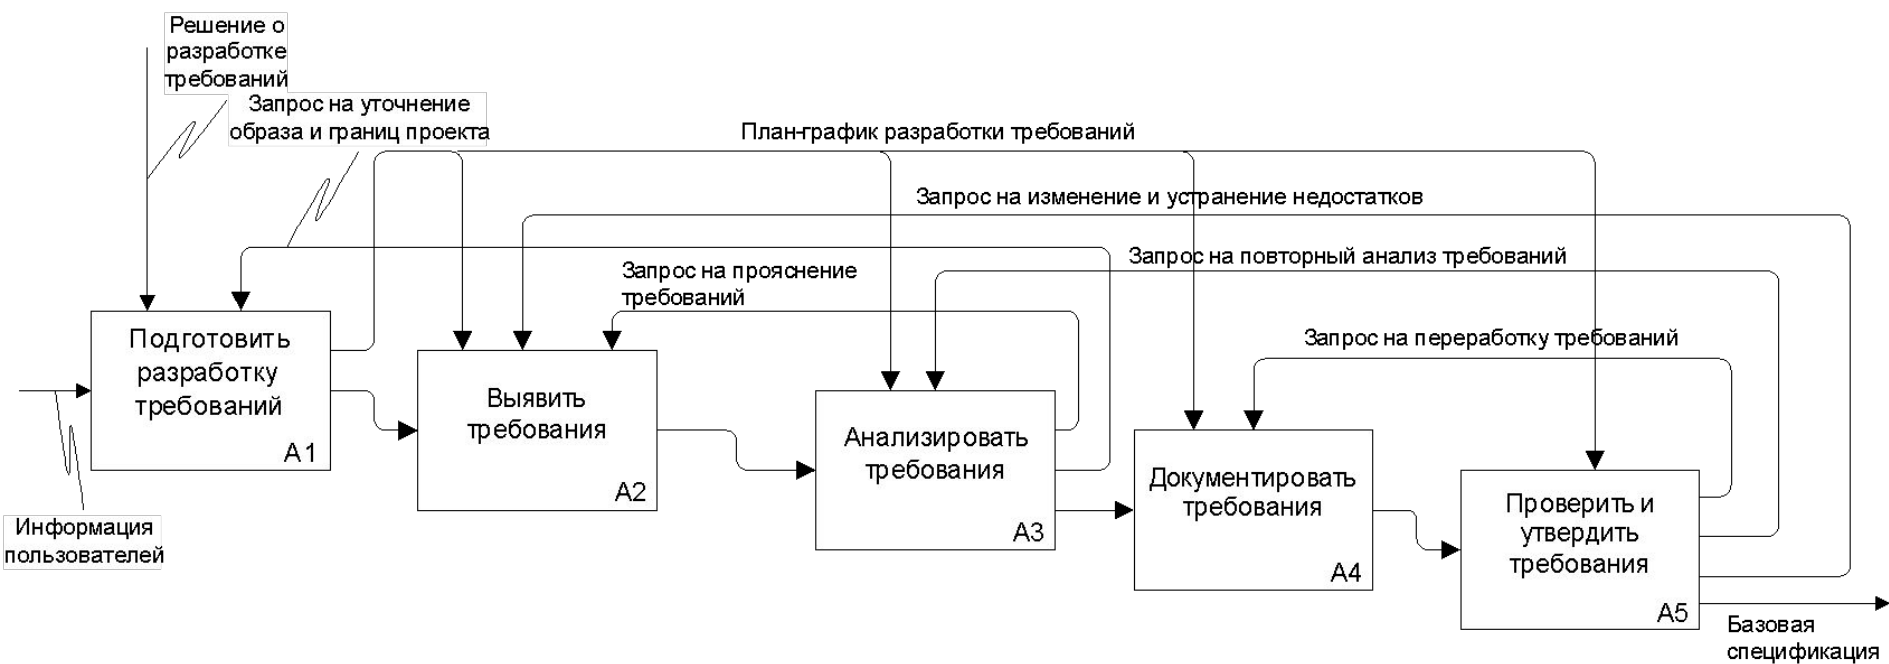 Решение о
разработке
требований
Запрос на уточнение
образа и границ проекта
План-график разработки требований
Запрос на изменение и устранение недостатков
Запрос на повторный анализ требований
Запрос на прояснение
требований
Запрос на переработку требований
Подготовить
разработку
требований
A1
Выявить
требования
A2
Анализировать
требования
A3
Документировать
требования
A4
Проверить и
утвердить
требования
A5
Информация
пользователей
Базовая
спецификация